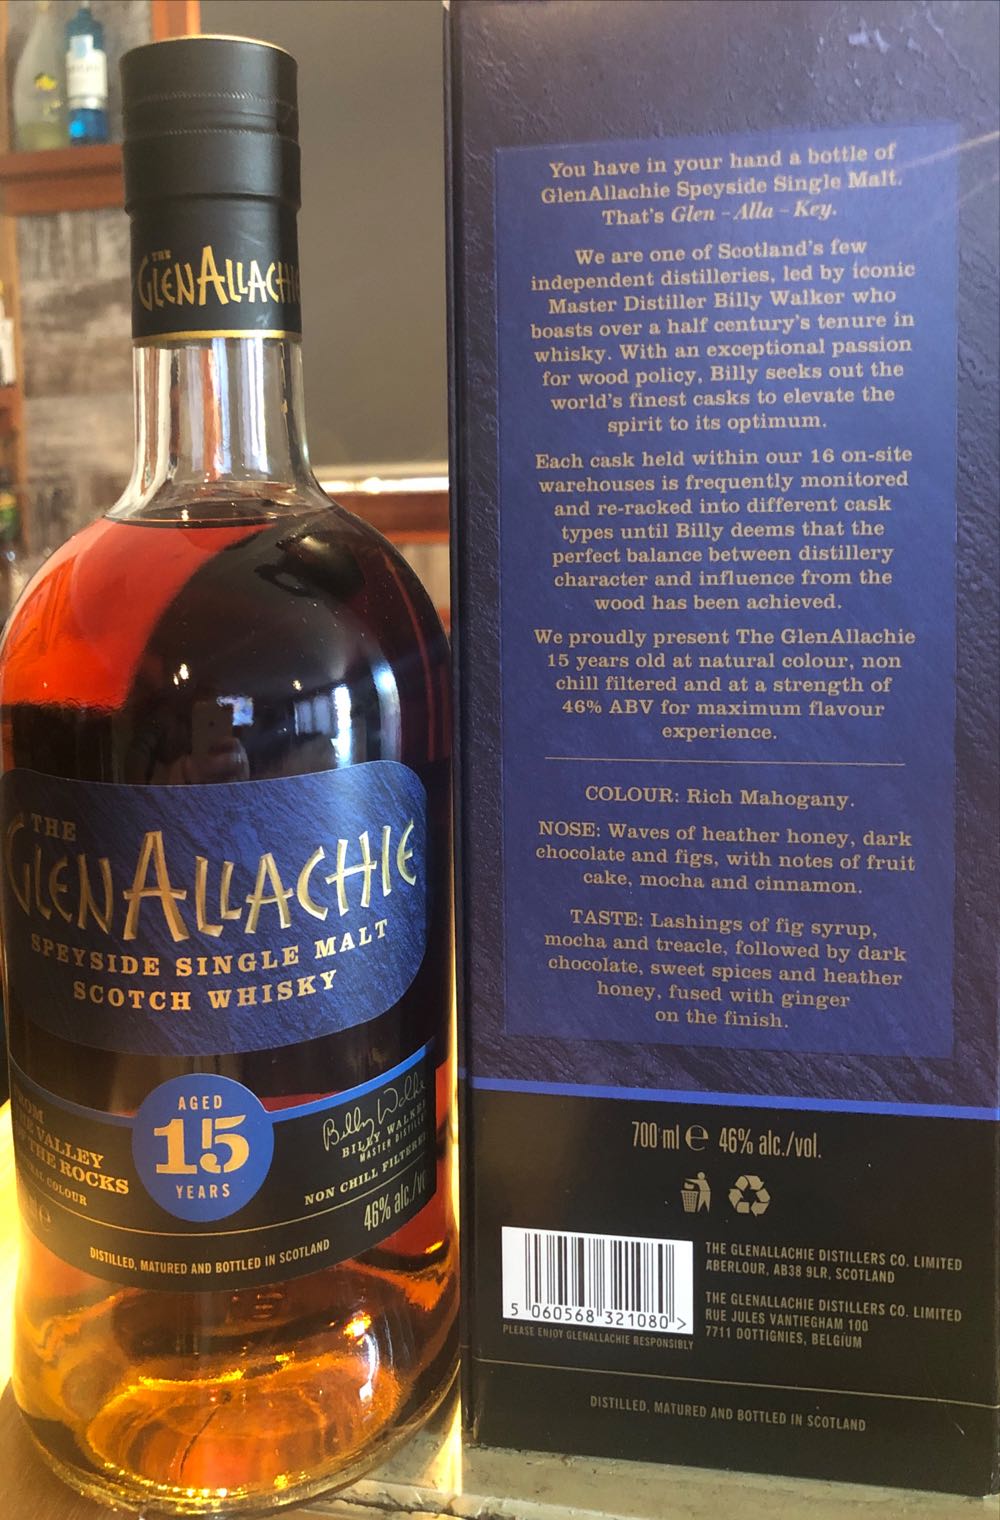 THE
GLENALLACHIE
THE
GLENALLACHIE
SPEYSIDE SINGLE MALT
SCOTCH WHISKY
AGED
15
YEARS
VALLEY
THE ROCKS
COLOUR
Billy Walker
BILLY WALKER
MASTER DISTILLER
NON CHILL FILTERED
46% alc./v
DISTILLED, MATURED AND BOTTLED IN SCOTLAND
You have in your hand a bottle of
GlenAllachie Speyside Single Malt.
That's Glen - Alla - Key.
We are one of Scotland's few
independent distilleries, led by iconic
Master Distiller Billy Walker who
boasts over a half century's tenure in
whisky. With an exceptional passion
for wood policy, Billy seeks out the
world's finest casks to elevate the
spirit to its optimum.
Each cask held within our 16 on-site
warehouses is frequently monitored
and re-racked into different cask
types until Billy deems that the
perfect balance between distillery
character and influence from the
wood has been achieved.
We proudly present The GlenAllachie
15 years old at natural colour, non
chill filtered and at a strength of
46% ABV for maximum flavour
experience.
COLOUR: Rich Mahogany.
NOSE: Waves of heather honey, dark
chocolate and figs, with notes of fruit
cake, mocha and cinnamon.
TASTE: Lashings of fig syrup,
mocha and treacle, followed by dark
chocolate, sweet spices and heather
honey, fused with ginger
on the finish.
700 ml ℮ 46% alc./vol.
5 060568 321080 >
PLEASE ENJOY GLENALLACHIE RESPONSIBLY
THE GLENALLACHIE DISTILLERS CO. LIMITED
ABERLOUR, AB38 9LR, SCOTLAND
THE GLENALLACHIE DISTILLERS CO. LIMITED
RUE JULES VANTIEGHAM 100
7711 DOTTIGNIES, BELGIUM
DISTILLED, MATURED AND BOTTLED IN SCOTLAND